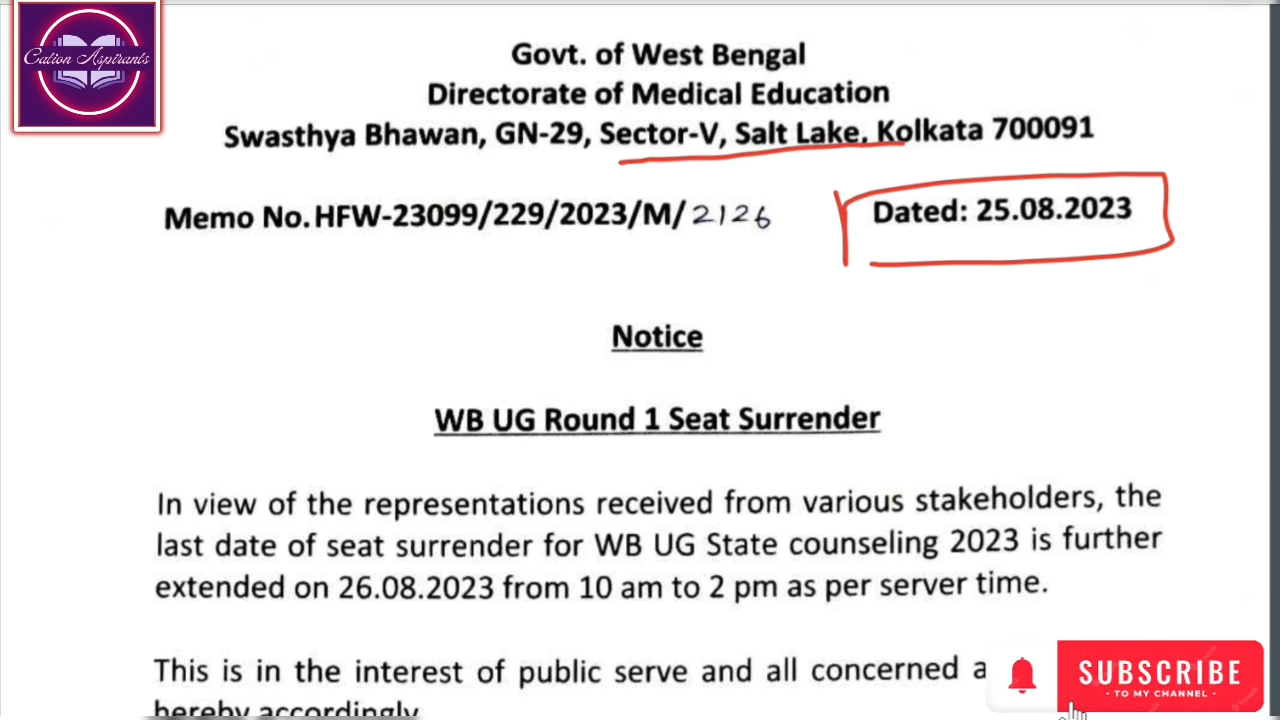 Cation Aspirants
Govt. of West Bengal
Directorate of Medical Education
Swasthya Bhawan, GN-29, Sector-V, Salt Lake, Kolkata 700091
Memo No. HFW-23099/229/2023/M/2126 Dated: 25.08.2023
Notice
WB UG Round 1 Seat Surrender
In view of the representations received from various stakeholders, the
last date of seat surrender for WB UG State counseling 2023 is further
extended on 26.08.2023 from 10 am to 2 pm as per server time.
This is in the interest of public serve and all concerned
hereby accordingly
SUBSCRIBE
- TO MY CHANNEL -